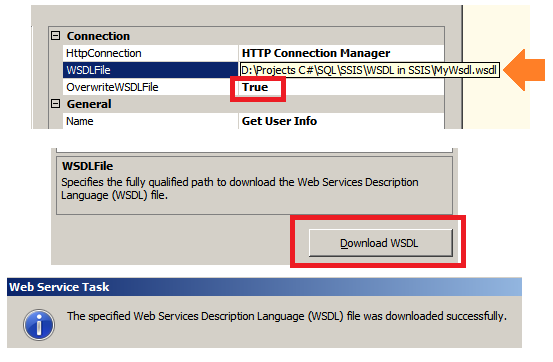 Connection
HttpConnection HTTP Connection Manager
WSDLFile D:\Projects C#\SQL\SSIS\WSDL in SSIS\MyWsdl.wsdl
OverwriteWSDLFile True
General
Name Get User Info
WSDLFile
Specifies the fully qualified path to download the Web Services Description
Language (WSDL) file.
Download WSDL
Web Service Task
The specified Web Services Description Language (WSDL) file was downloaded successfully.